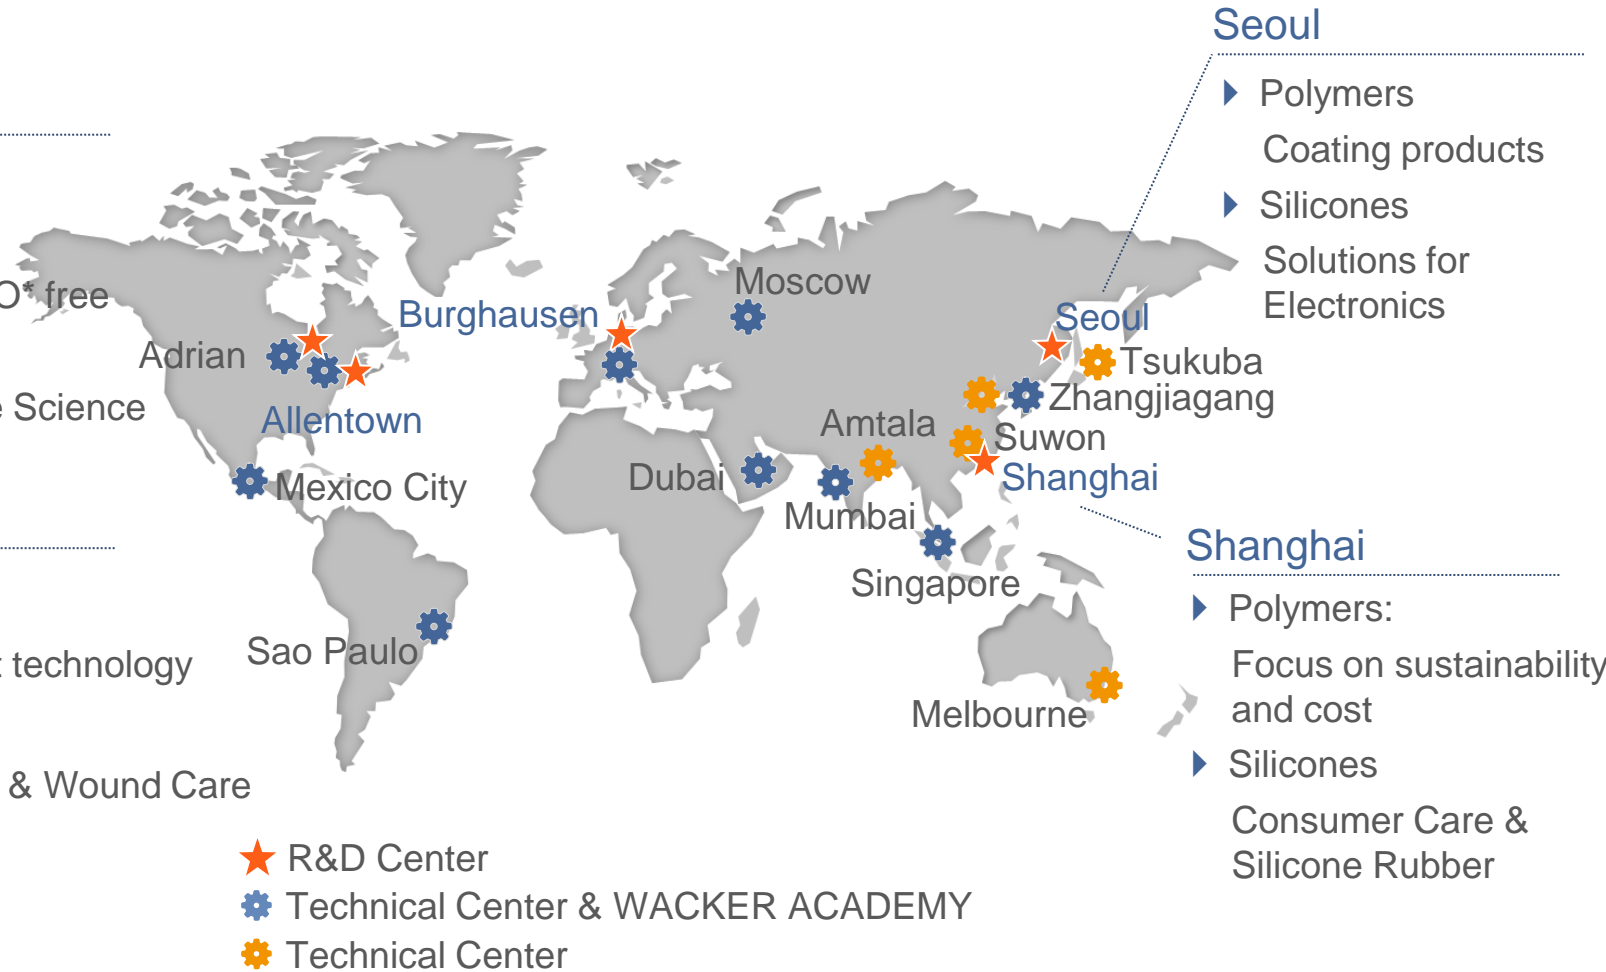 Seoul
Polymers
Coating products
Silicones
Solutions for
Electronics
O* free
Moscow
Burghausen
Seoul
Adrian
Tsukuba
Zhangjiagang
e Science
Allentown
Amtala
Suwon
Dubai
Shanghai
Mexico City
Mumbai
Shanghai
Singapore
Polymers:
Sao Paulo
t technology
Focus on sustainability
and cost
Melbourne
Silicones
& Wound Care
Consumer Care &
Silicone Rubber
R&D Center
Technical Center & WACKER ACADEMY
Technical Center